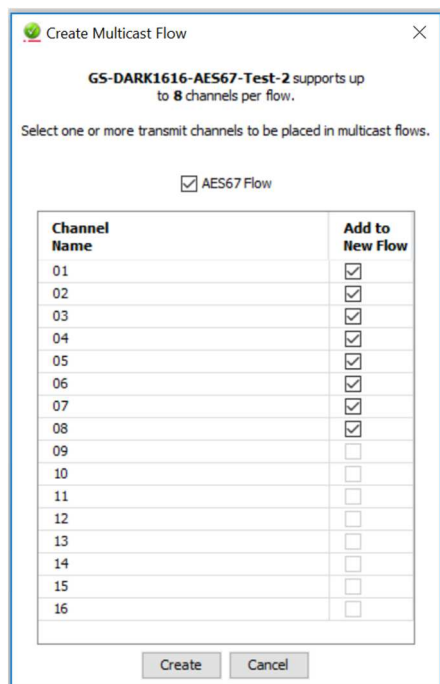 Create Multicast Flow
GS-DARK1616-AES67-Test-2 supports up
to 8 channels per flow.
Select one or more transmit channels to be placed in multicast flows.
AES67 Flow
Channel Name
Add to New Flow
01
02
03
04
05
06
07
08
09
10
11
12
13
14
15
16
Create Cancel